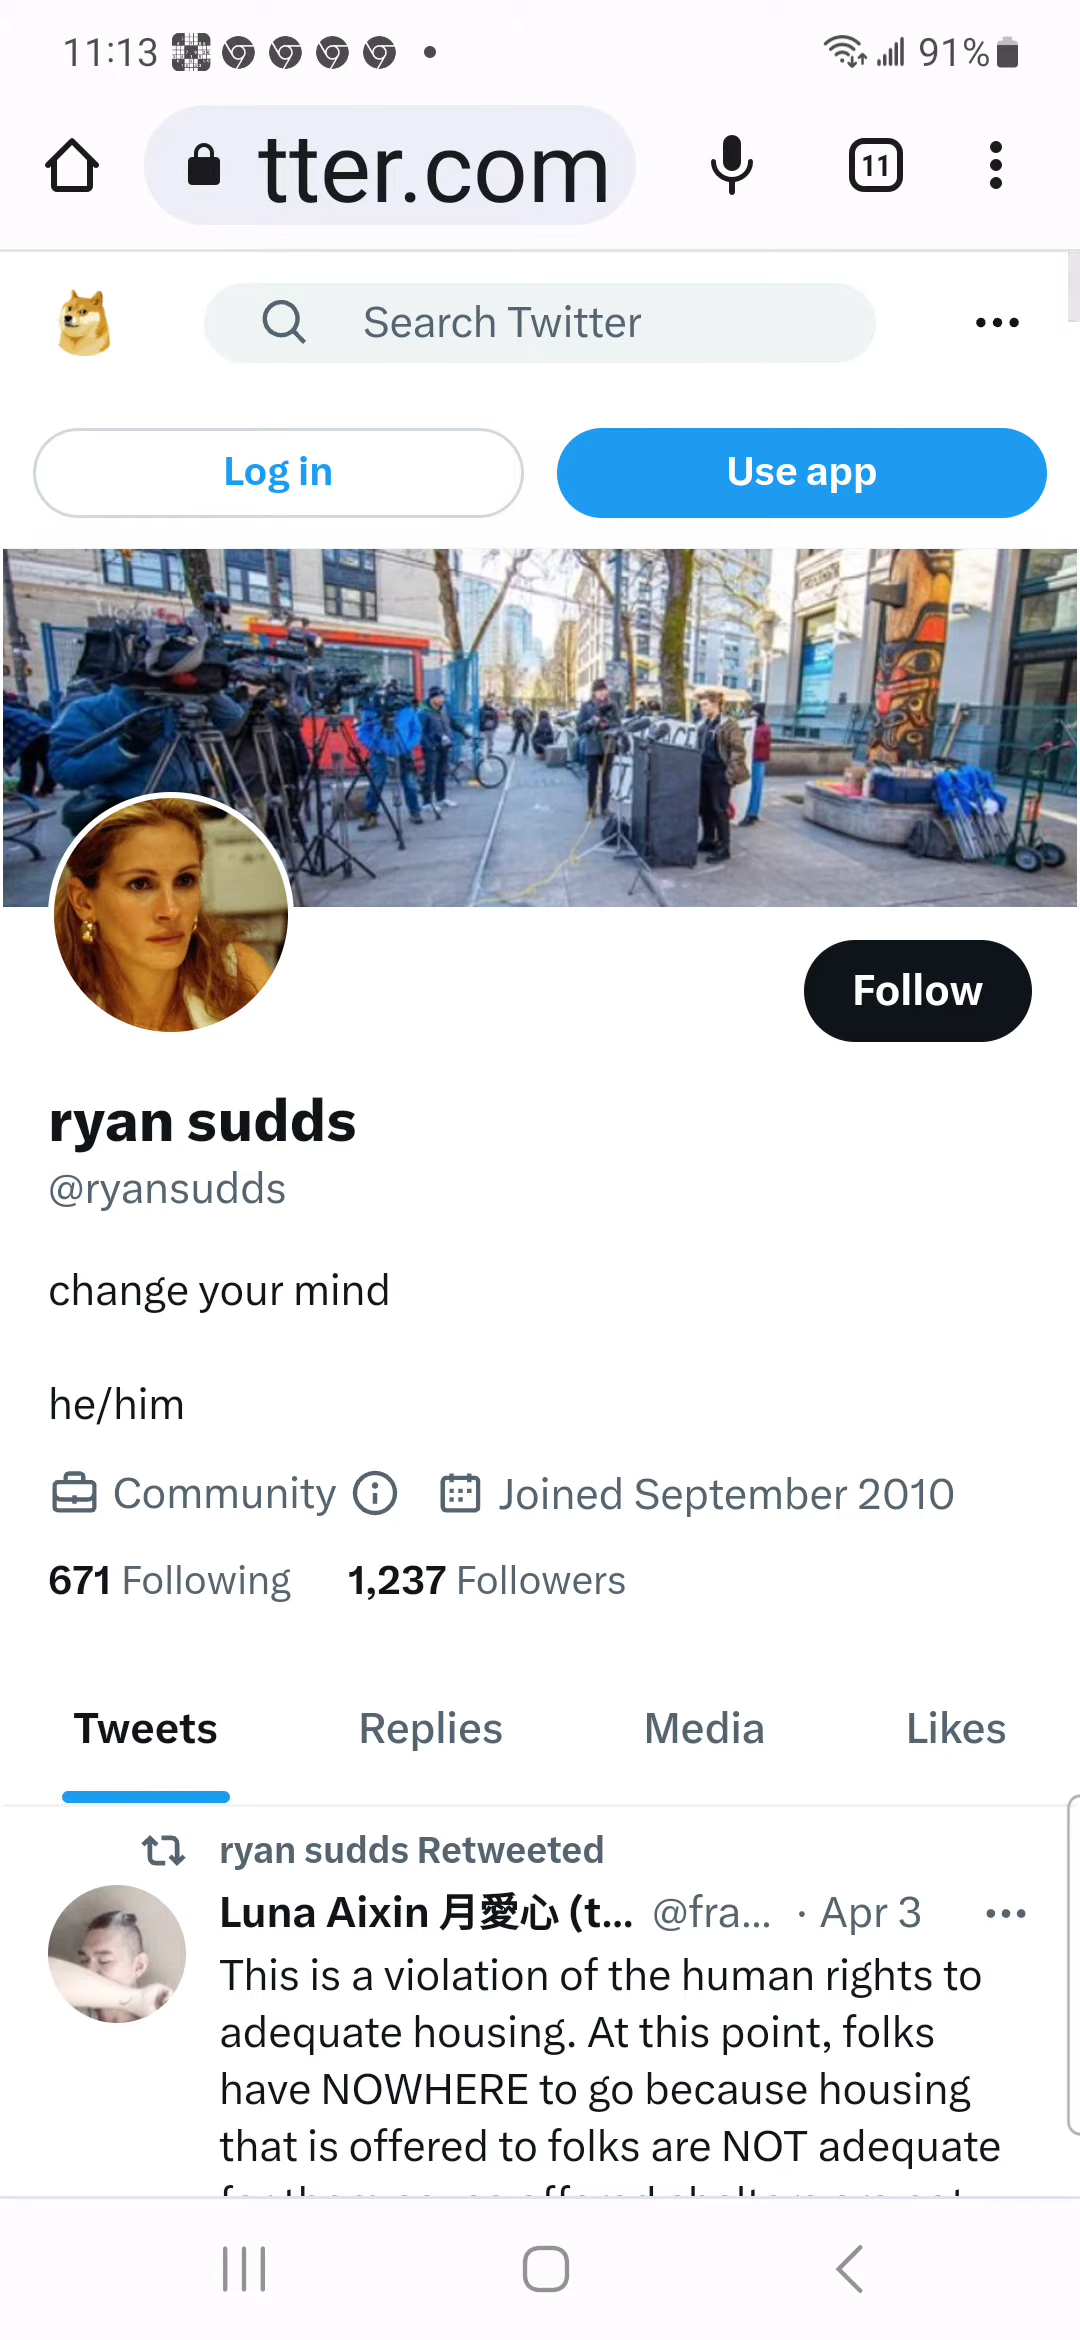 11:13 91%
tter.com 11
Search Twitter
Log in Use app
Follow
ryan sudds
@ryansudds
change your mind
he/him
Community Joined September 2010
671 Following 1,237 Followers
Tweets Replies Media Likes
ryan sudds Retweeted
Luna Aixin 月愛心 (t... @fra... · Apr 3
This is a violation of the human rights to
adequate housing. At this point, folks
have NOWHERE to go because housing
that is offered to folks are NOT adequate